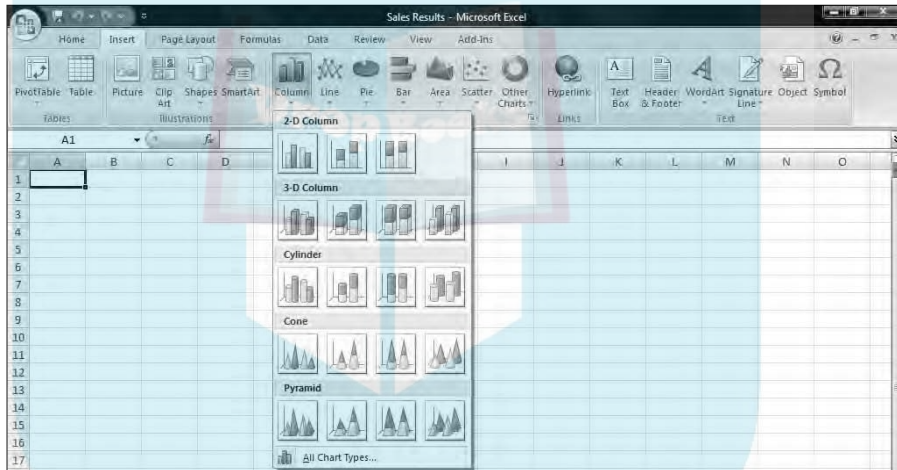 Sales Results - Microsoft Excel
Home Insert Page Layout Formulas Data Review View Add-Ins
PivotTable Table Picture Clip Art Shapes SmartArt Column Line Pie Bar Area Scatter Other Charts Hyperlink Text Box Header & Footer WordArt Signature Line Object Symbol
Tables Illustrations Links Text
A1 fx
2-D Column
A B C D I J K L M N O
1
2
3-D Column
3
4
5
Cylinder
6
7
8
9
Cone
10
11
12
13
Pyramid
14
15
16
17
All Chart Types...